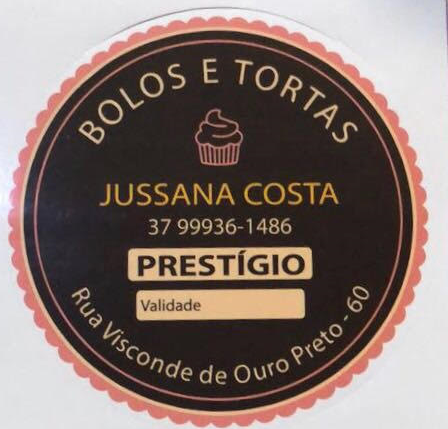 BOLOS E TORTAS
JUSSANA COSTA
37 99936-1486
PRESTÍGIO
Validade
Rua Visconde de Ouro Preto - 60